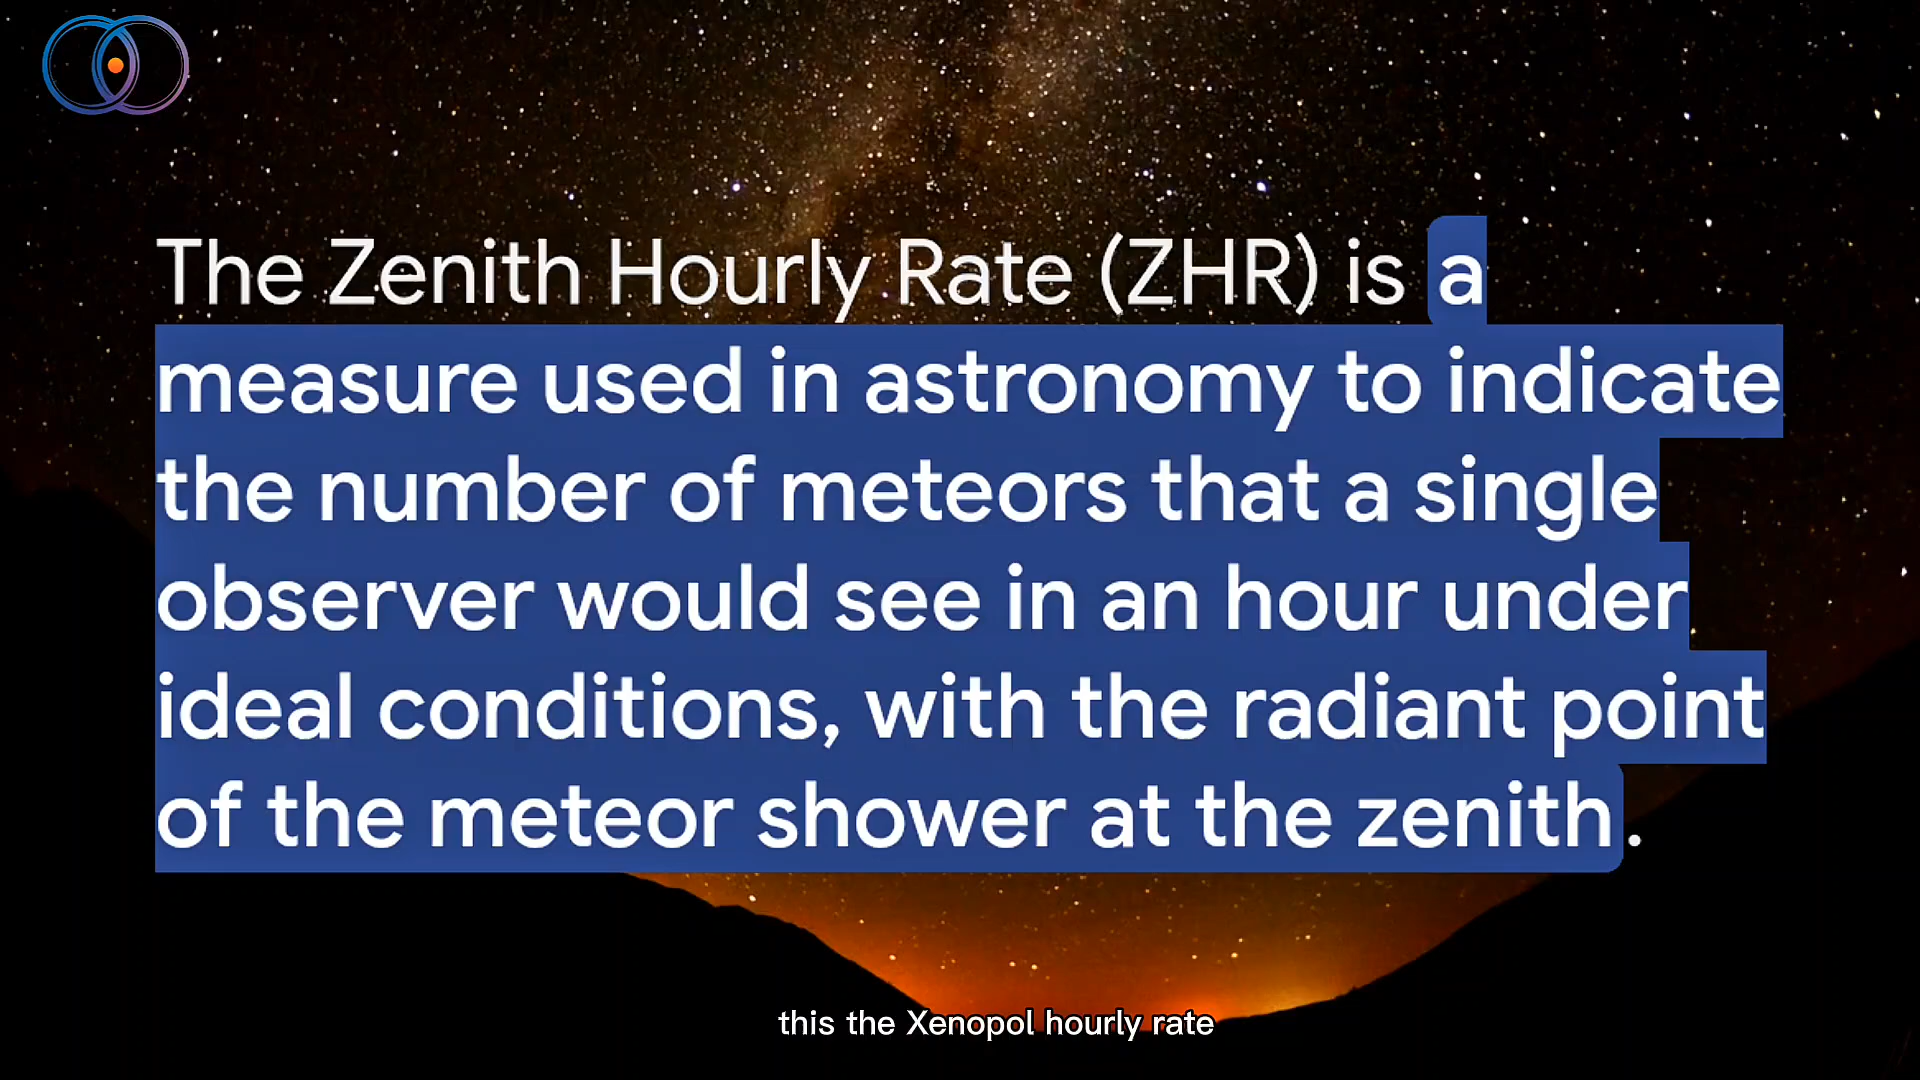 The Zenith Hourly Rate (ZHR) is a
measure used in astronomy to indicate
the number of meteors that a single
observer would see in an hour under
ideal conditions, with the radiant point
of the meteor shower at the zenith.
this the Xenopol hourly rate